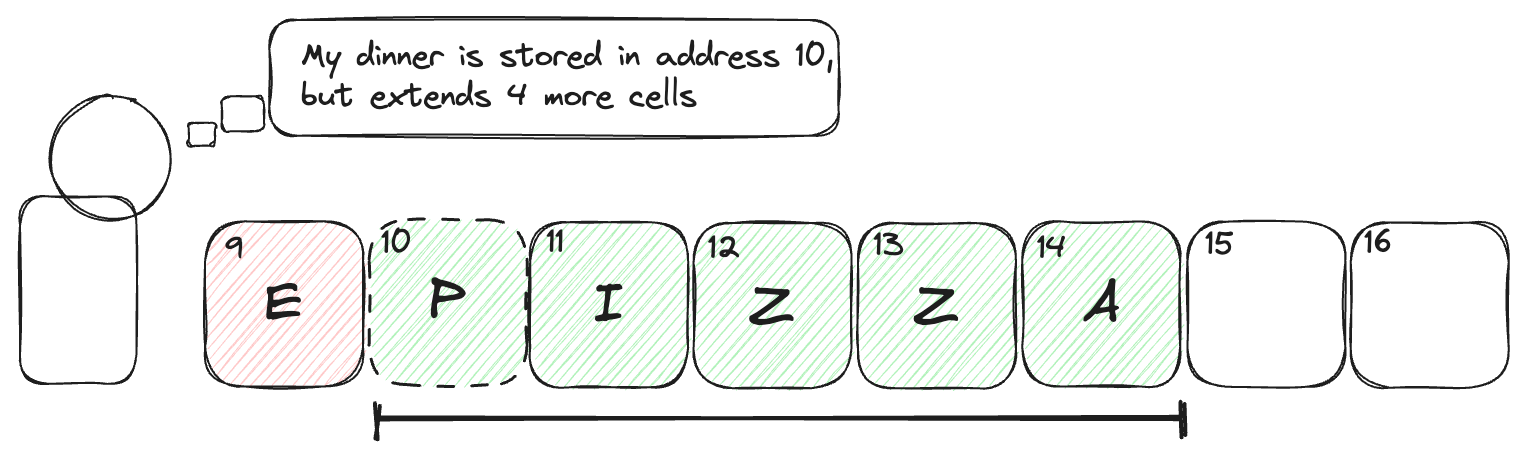 My dinner is stored in address 10,
but extends 4 more cells
9 10 11 12 13 14 15 16
E P I Z Z A